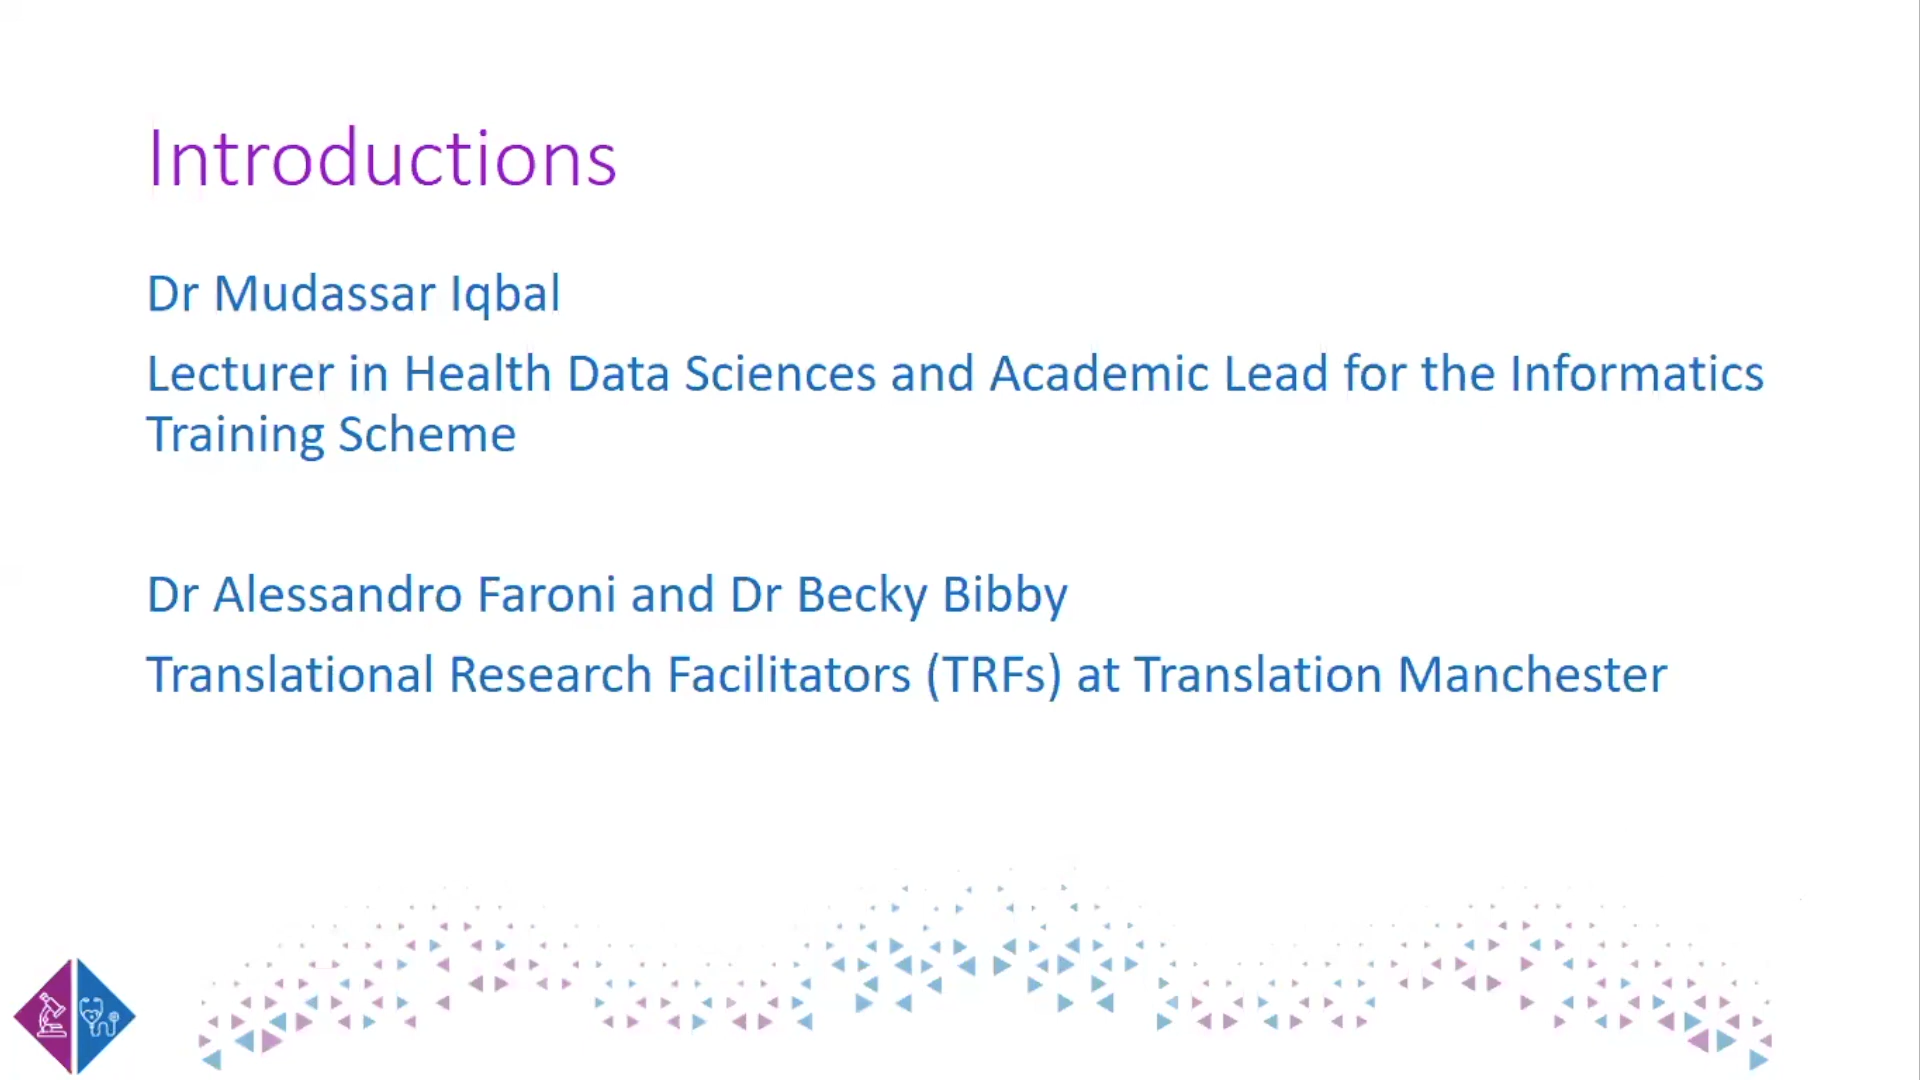 Introductions
Dr Mudassar Iqbal
Lecturer in Health Data Sciences and Academic Lead for the Informatics
Training Scheme
Dr Alessandro Faroni and Dr Becky Bibby
Translational Research Facilitators (TRFs) at Translation Manchester